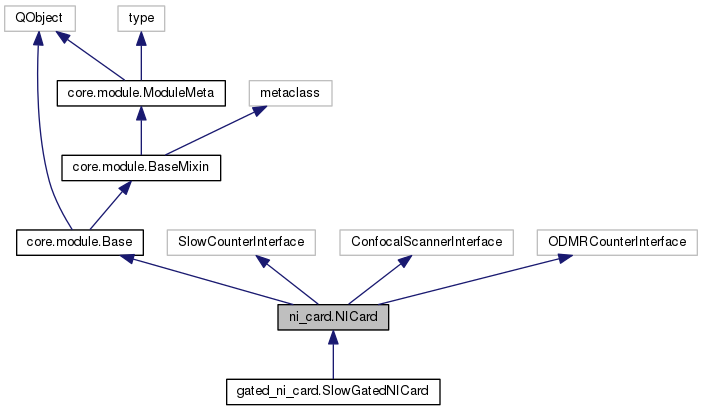 QObject
type
core.module.ModuleMeta
metaclass
core.module.BaseMixin
core.module.Base
SlowCounterInterface
ConfocalScannerInterface
ODMRCounterInterface
ni_card.NICard
gated_ni_card.SlowGatedNICard